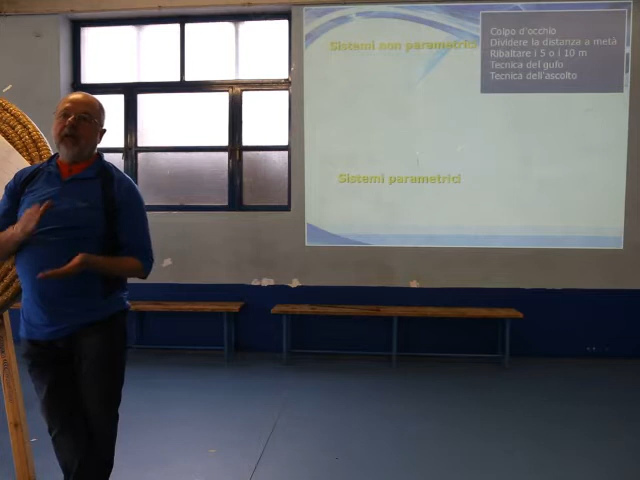 Sistemi non parametrici
Colpo d'occhio
Dividere la distanza a metà
Ribaltare i 5 o i 10 m
Tecnica del gufo
Tecnica dell'ascolto
Sistemi parametrici